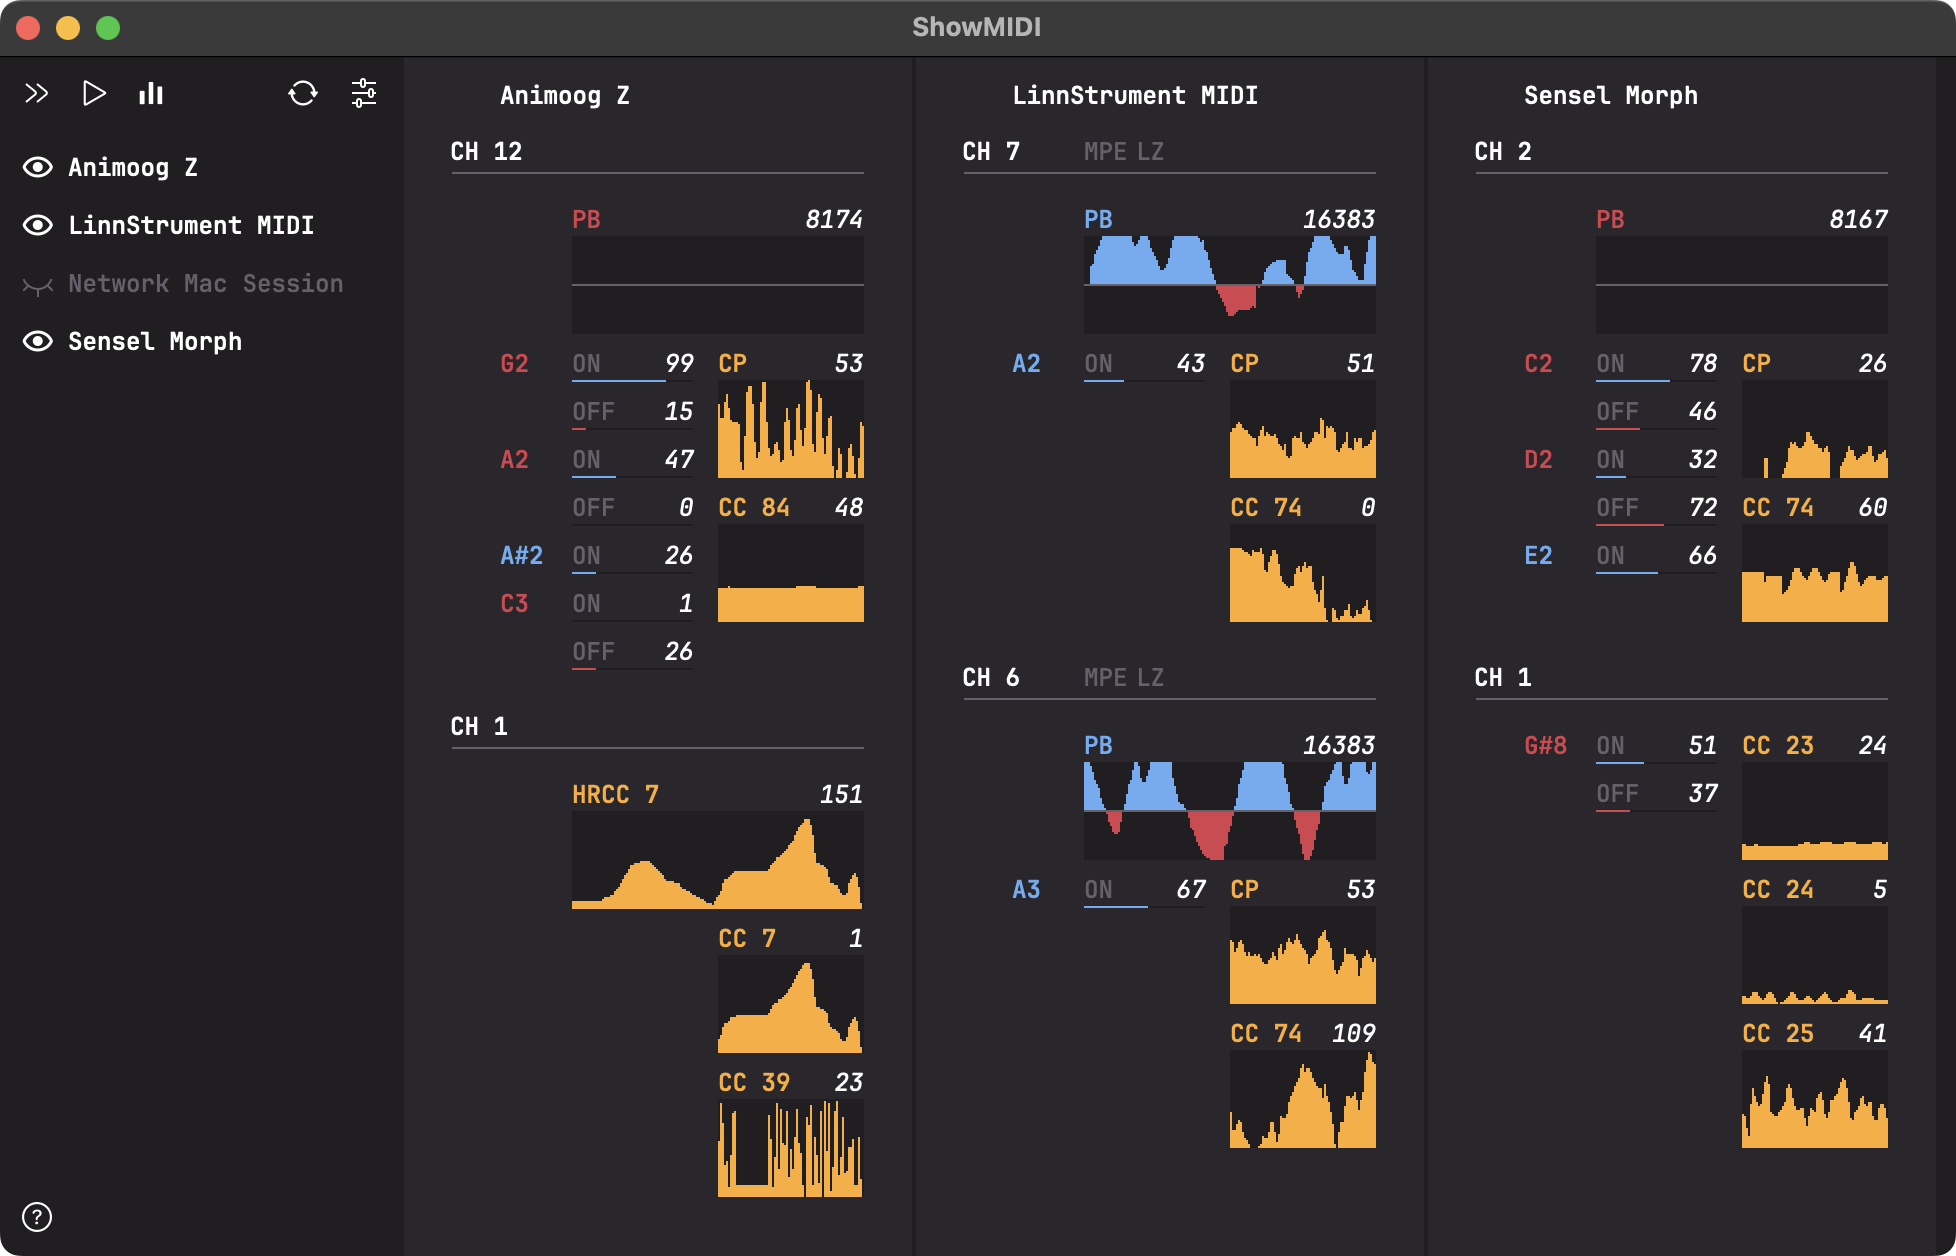 ShowMIDI
Animoog Z
LinnStrument MIDI
Network Mac Session
Sensel Morph
?
Animoog Z
CH 12
PB 8174
G2 ON 99 CP 53
OFF 15
A2 ON 47
OFF 0 CC 84 48
A#2 ON 26
C3 ON 1
OFF 26
CH 1
HRCC 7 151
CC 7 1
CC 39 23
LinnStrument MIDI
CH 7 MPE LZ
PB 16383
A2 ON 43 CP 51
CC 74 0
CH 6 MPE LZ
PB 16383
A3 ON 67 CP 53
CC 74 109
Sensel Morph
CH 2
PB 8167
C2 ON 78 CP 26
OFF 46
D2 ON 32
OFF 72 CC 74 60
E2 ON 66
CH 1
G#8 ON 51 CC 23 24
OFF 37
CC 24 5
CC 25 41